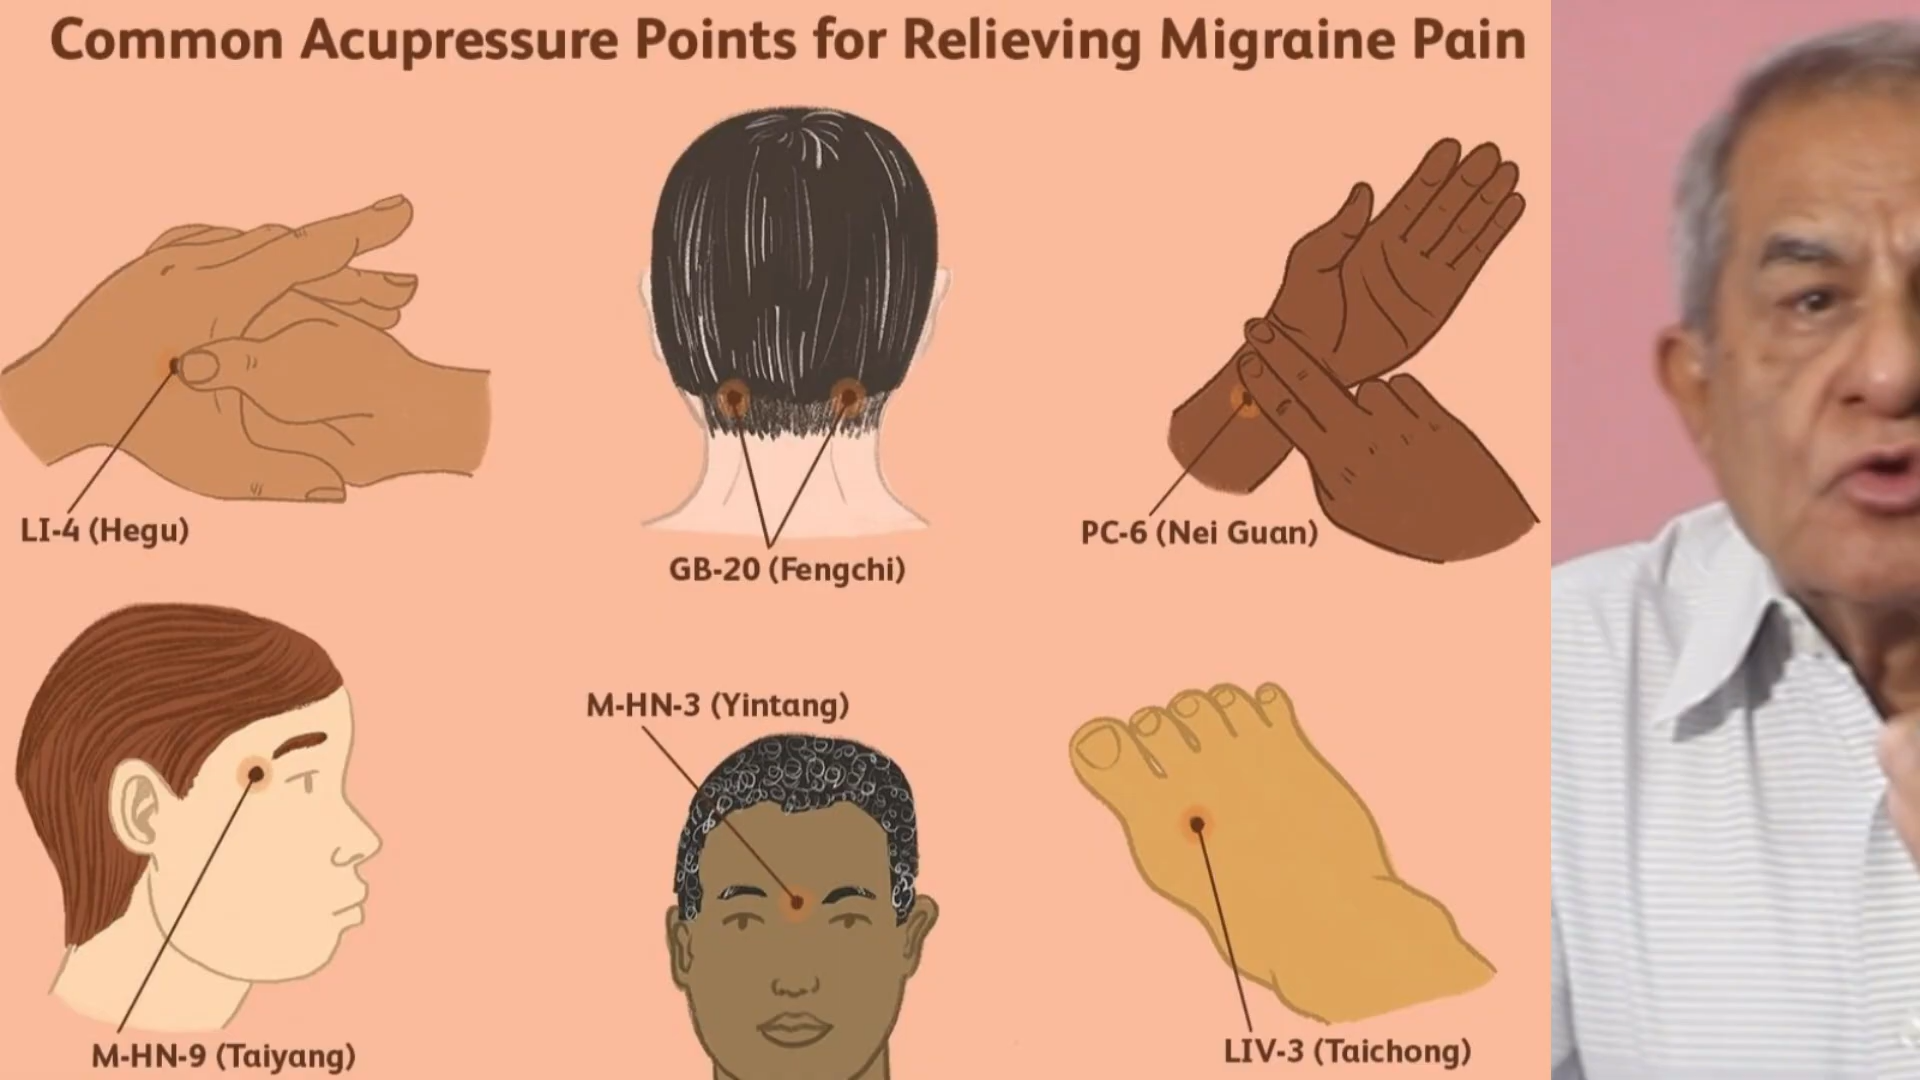 Common Acupressure Points for Relieving Migraine Pain
LI-4 (Hegu)
GB-20 (Fengchi)
PC-6 (Nei Guan)
M-HN-9 (Taiyang)
M-HN-3 (Yintang)
LIV-3 (Taichong)